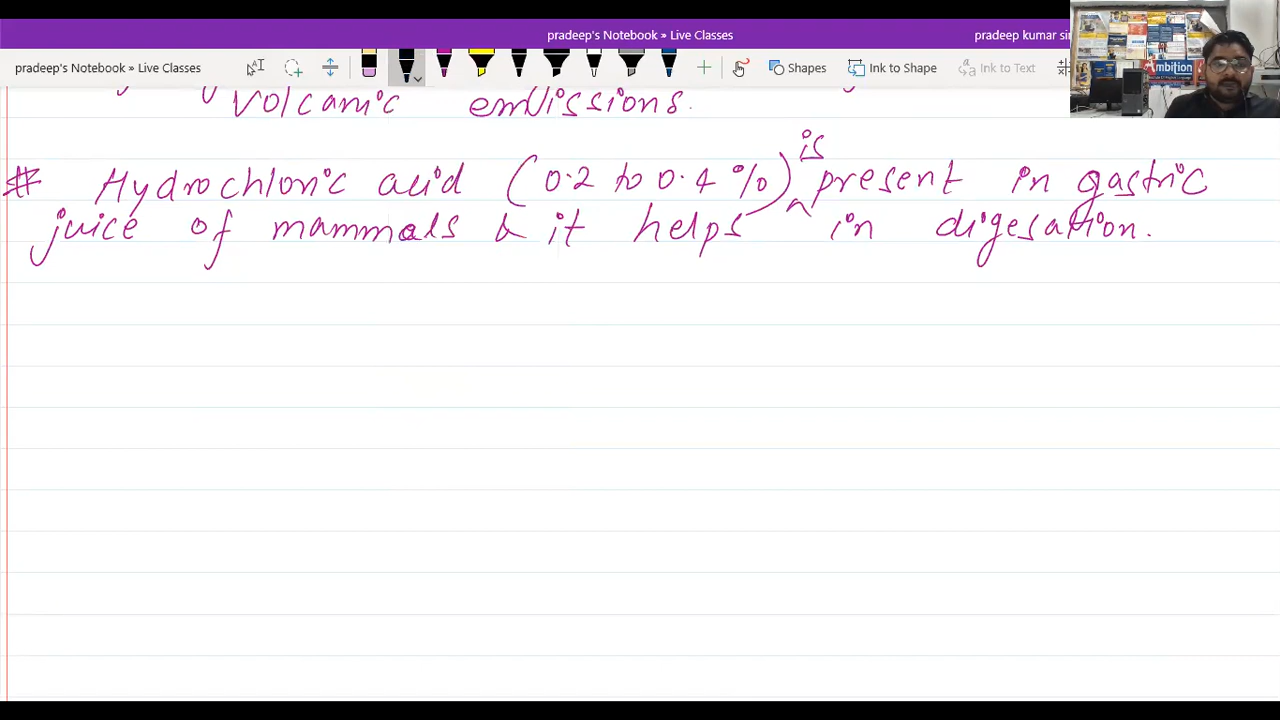 pradeep's Notebook » Live Classes
pradeep kumar si
pradeep's Notebook » Live Classes
Shapes
Ink to Shape
Ink to Text
Ambition
volcanic emissions.
# Hydrochloric acid (0.2 to 0.4 %) is present in gastric
juice of mammals & it helps in digesation.